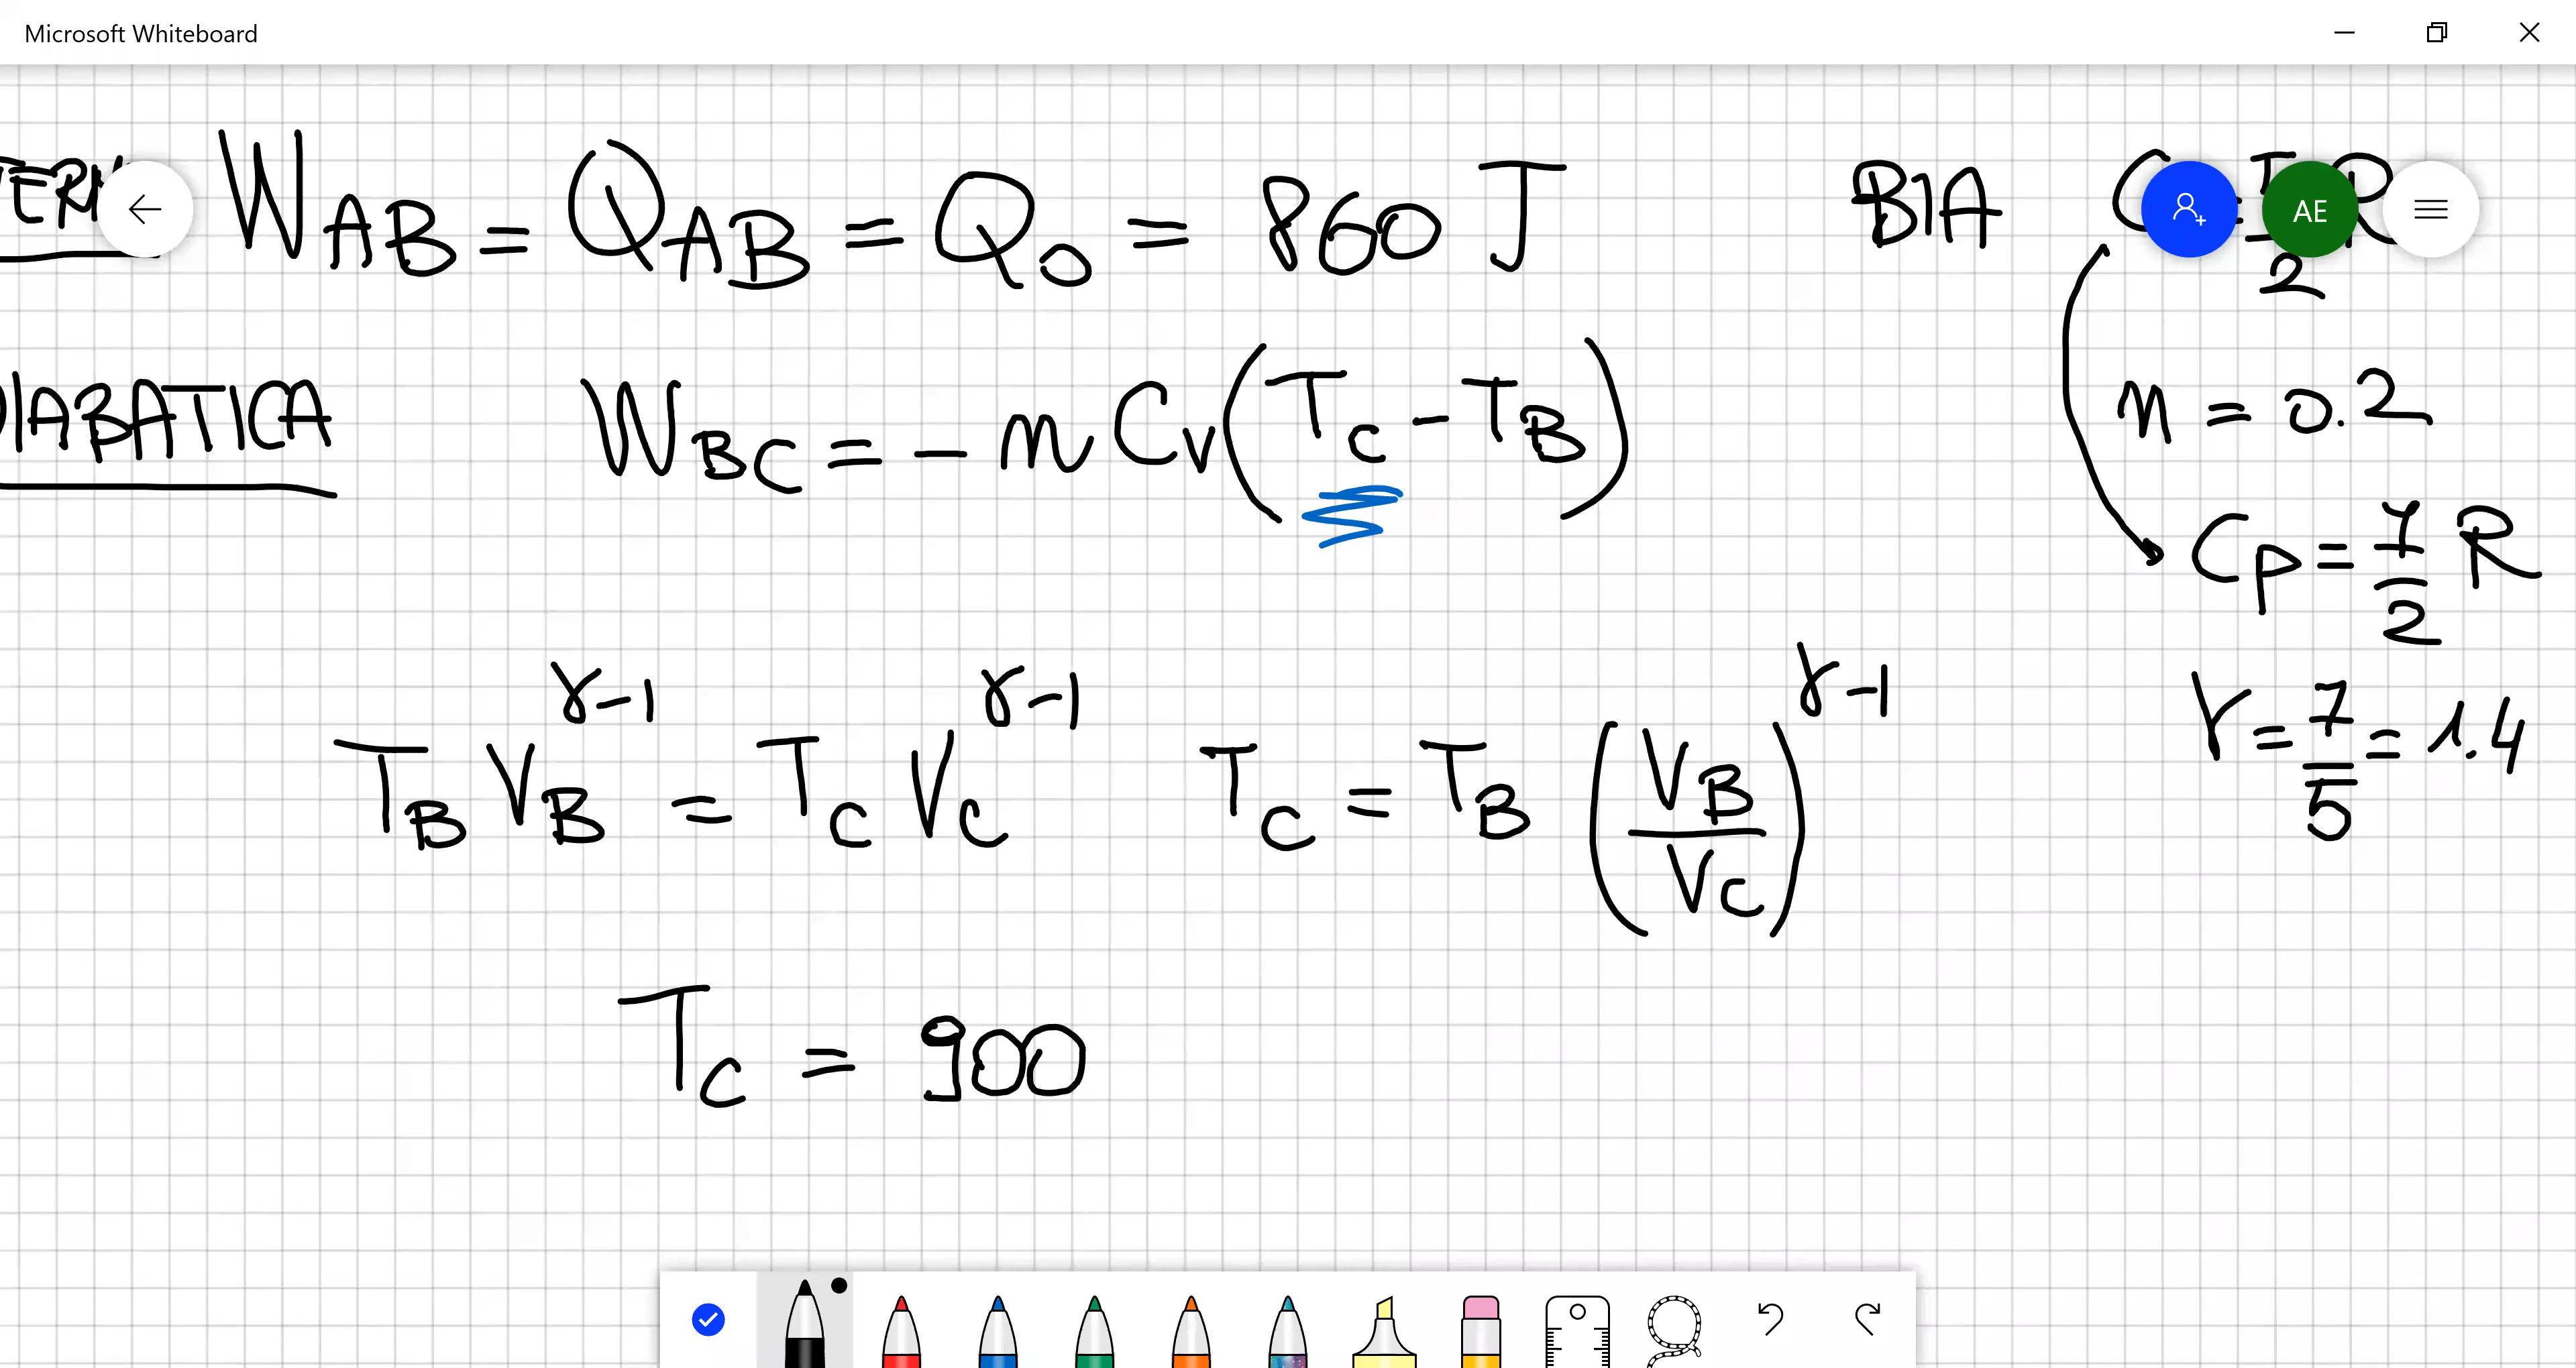 Microsoft Whiteboard
W_AB = Q_AB = Q_0 = 860 J BIA
DIABATICA W_BC = - n C_V (T_C - T_B) n = 0.2
C_P = 7/2 R
T_B V_B^(γ-1) = T_C V_C^(γ-1) T_C = T_B (V_B/V_C)^(γ-1) γ = 7/5 = 1.4
T_C = 900
AE